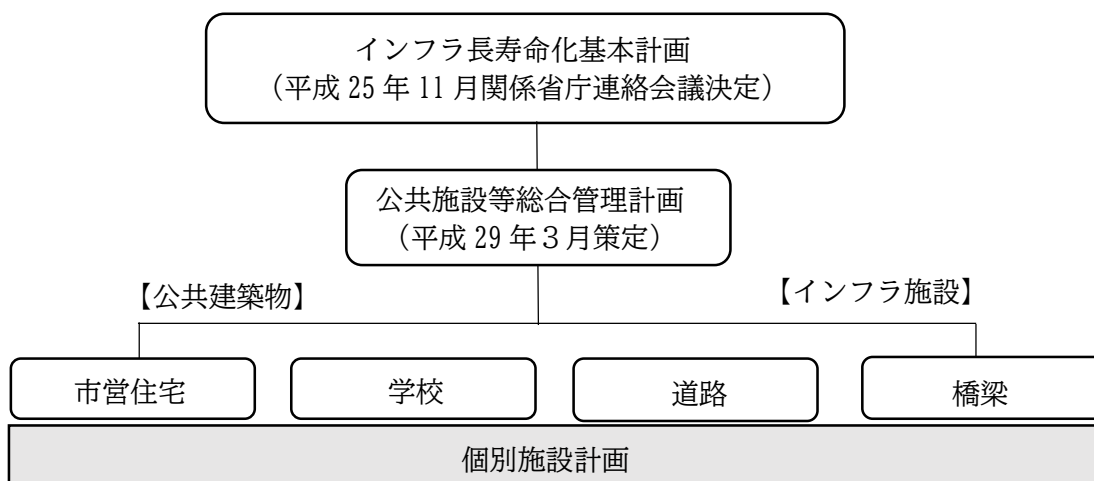 インフラ長寿命化基本計画
（平成 25 年 11 月関係省庁連絡会議決定）
公共施設等総合管理計画
（平成 29 年３月策定）
【公共建築物】
【インフラ施設】
市営住宅
学校
道路
橋梁
個別施設計画